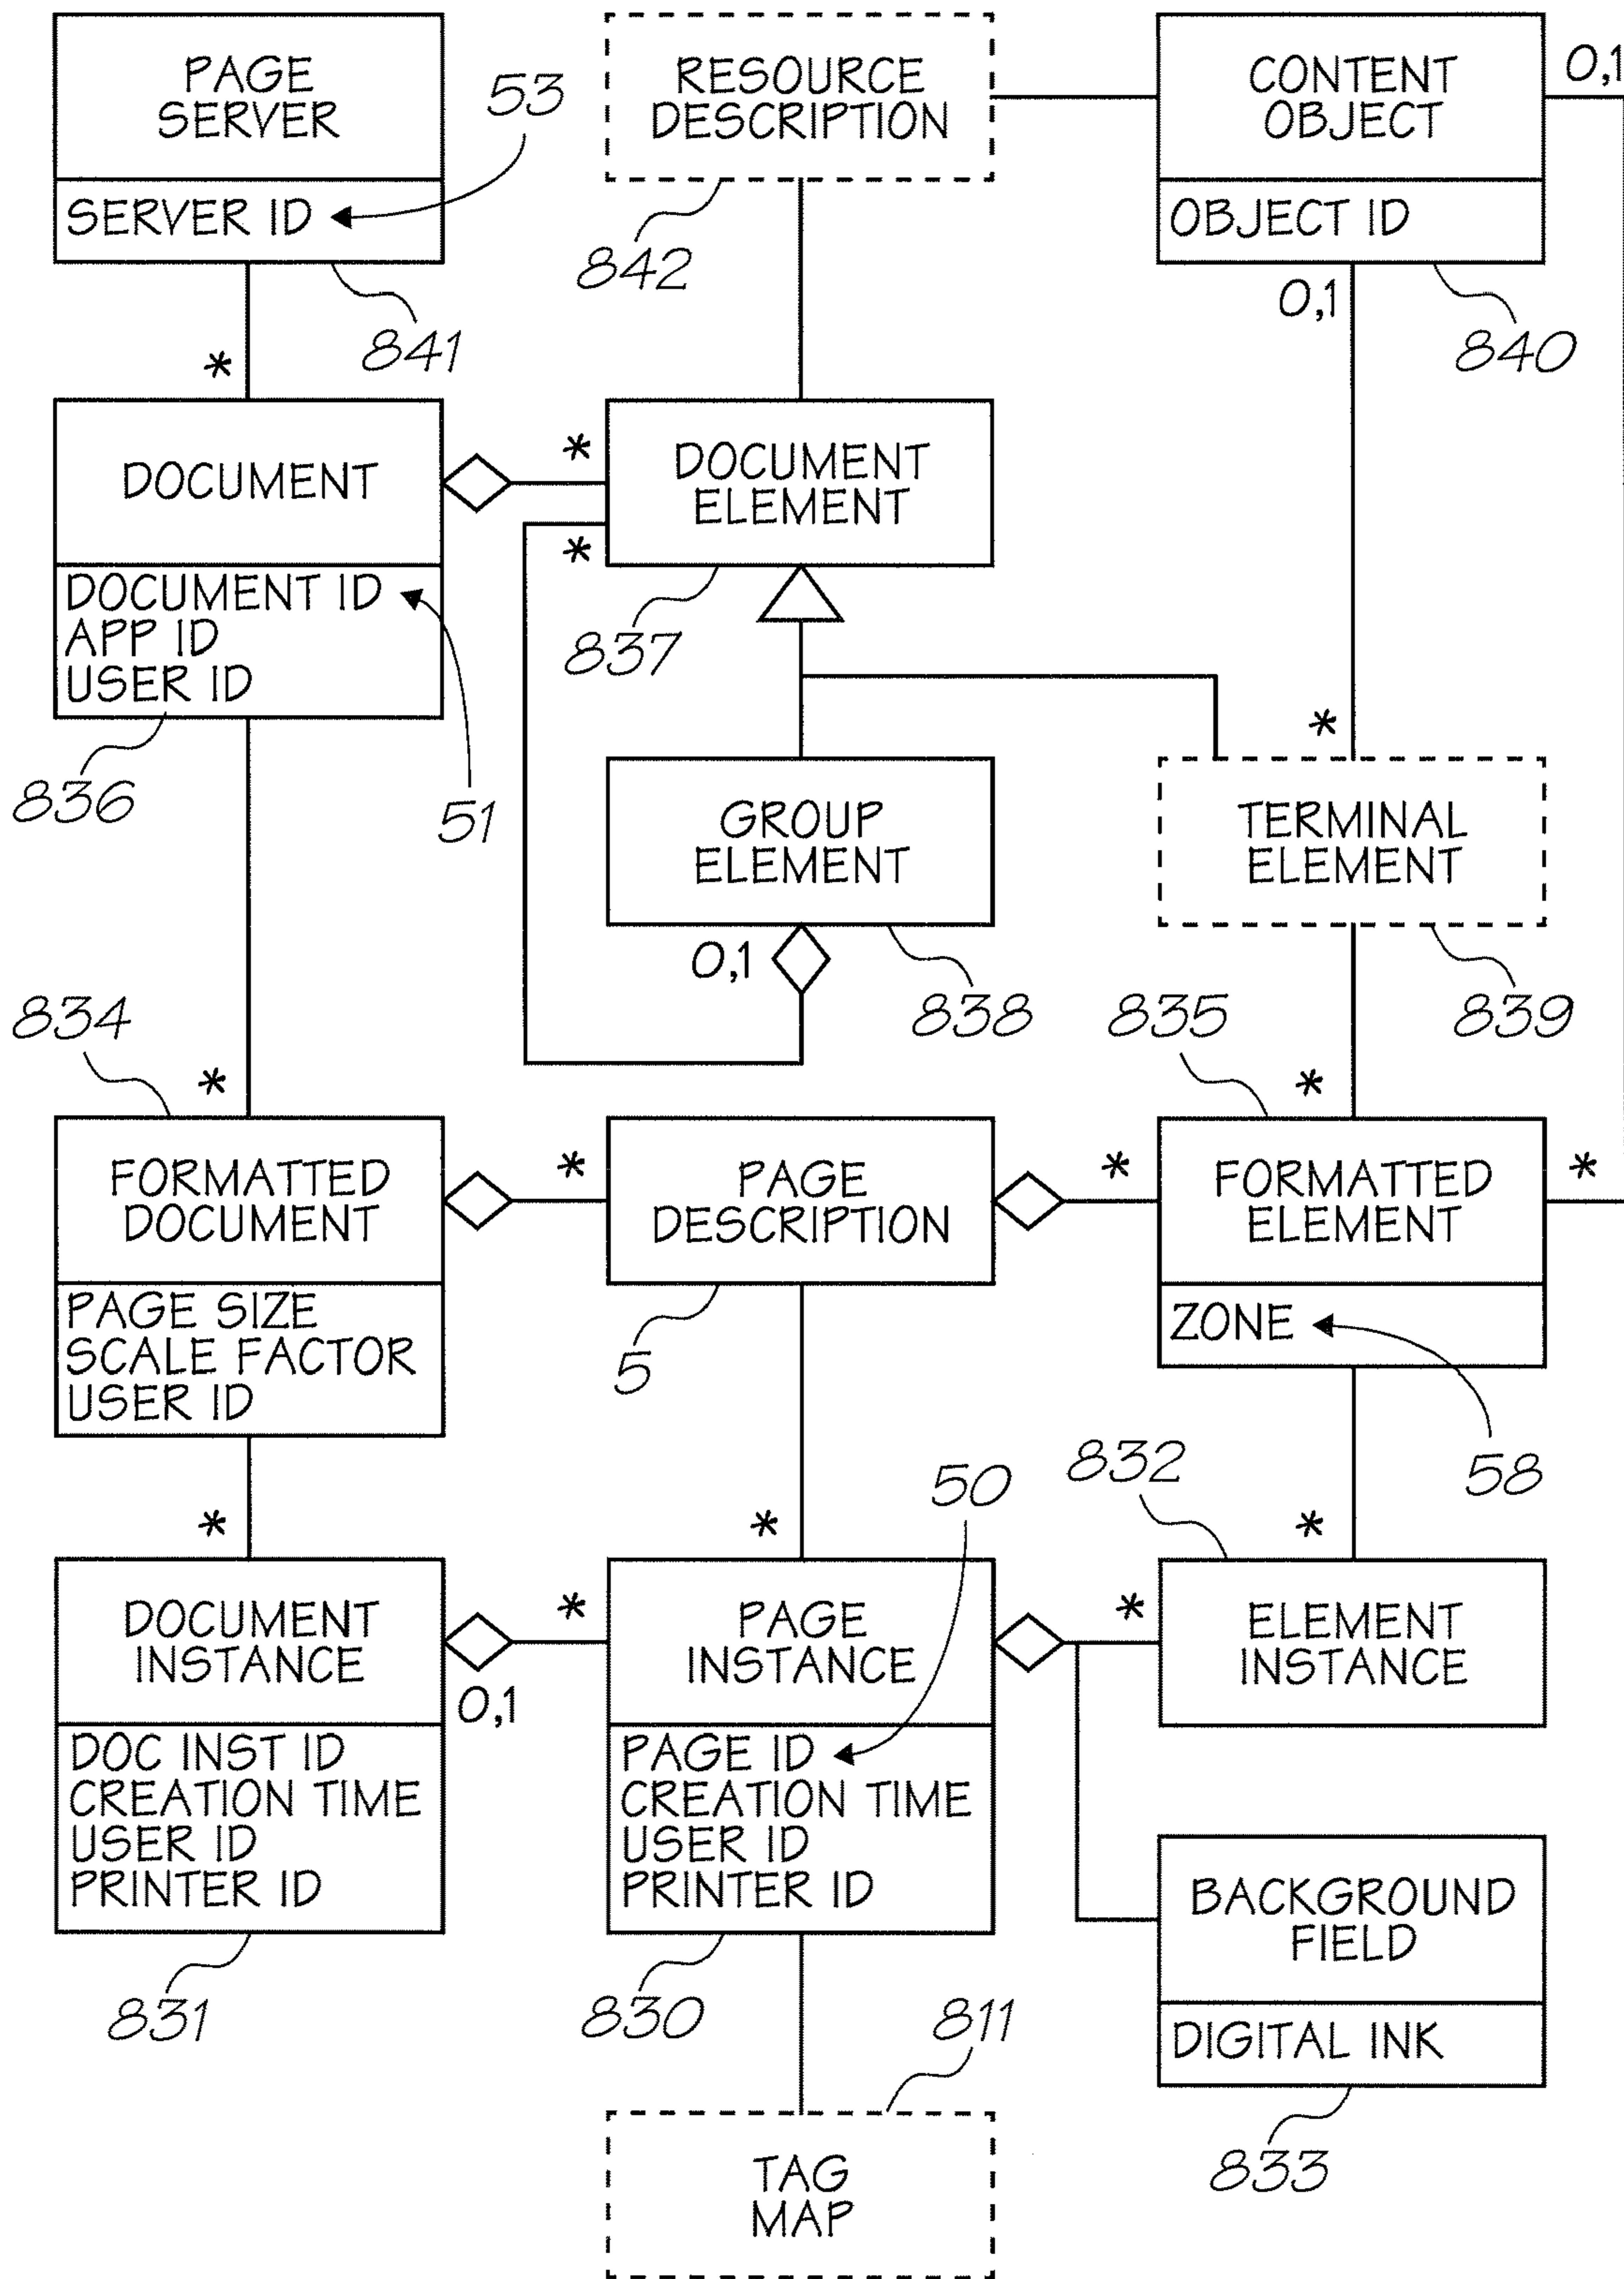 PAGE
SERVER
53
SERVER ID
841
RESOURCE
DESCRIPTION
842
CONTENT
OBJECT
0,1
OBJECT ID
0,1
840
*
DOCUMENT
DOCUMENT ID
APP ID
USER ID
836
51
*
DOCUMENT
ELEMENT
*
837
GROUP
ELEMENT
0,1
838
*
TERMINAL
ELEMENT
839
834
*
FORMATTED
DOCUMENT
PAGE SIZE
SCALE FACTOR
USER ID
*
PAGE
DESCRIPTION
5
835
*
*
FORMATTED
ELEMENT
*
ZONE
58
*
DOCUMENT
INSTANCE
0,1
DOC INST ID
CREATION TIME
USER ID
PRINTER ID
831
*
*
50
PAGE
INSTANCE
PAGE ID
CREATION TIME
USER ID
PRINTER ID
830
832
*
*
ELEMENT
INSTANCE
BACKGROUND
FIELD
DIGITAL INK
833
811
TAG
MAP